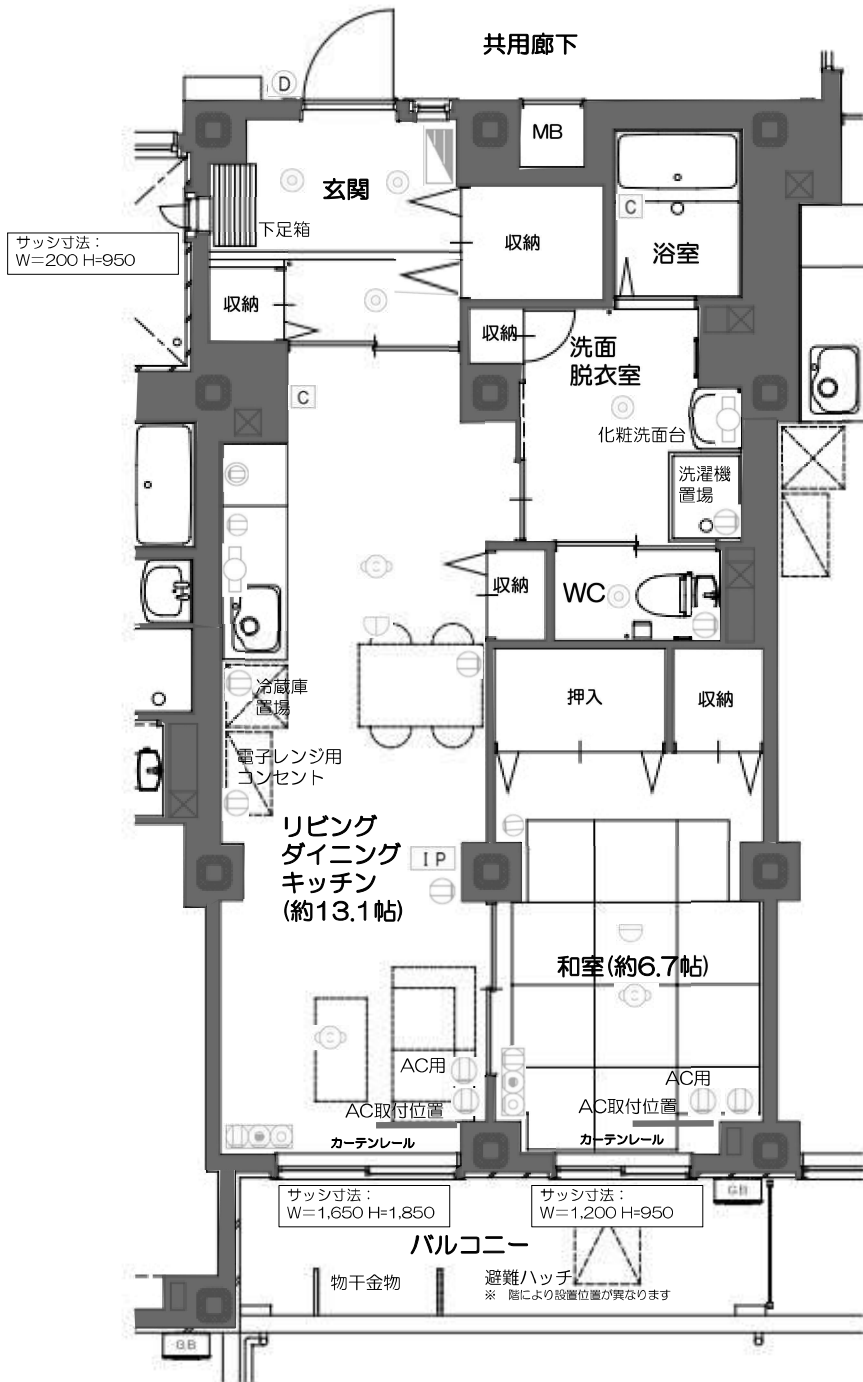 共用廊下
D
MB
玄関
下足箱
サッシ寸法：
W=200 H=950
収納
C
浴室
収納
収納
洗面
脱衣室
C
化粧洗面台
洗濯機
置場
収納
WC
冷蔵庫
置場
押入
収納
電子レンジ用
コンセント
リビング
ダイニング
キッチン
(約13.1帖)
IP
和室(約6.7帖)
AC用
AC取付位置
AC用
AC取付位置
カーテンレール
カーテンレール
サッシ寸法：
W=1,650 H=1,850
サッシ寸法：
W=1,200 H=950
GB
バルコニー
物干金物
避難ハッチ
※ 階により設置位置が異なります
GB